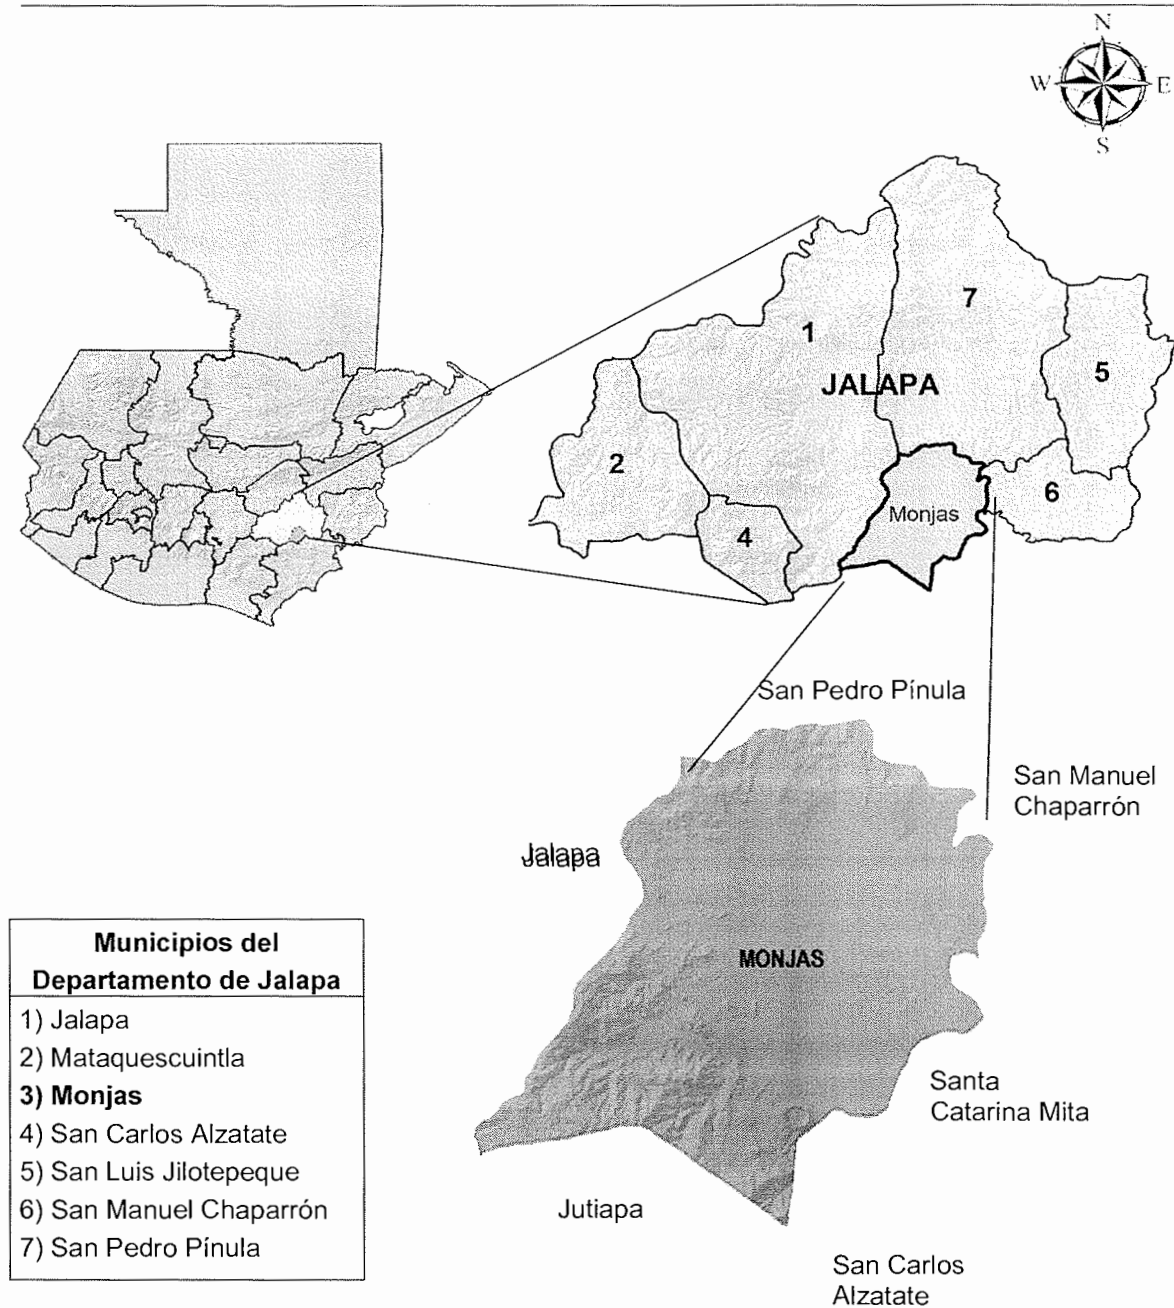 N
W E
S
7
1
5
JALAPA
2
6
Monjas
4
San Pedro Pínula
San Manuel
Chaparrón
Jalapa
Jalapa
MONJAS
Municipios del
Departamento de Jalapa
1) Jalapa
2) Mataquescuintla
3) Monjas
4) San Carlos Alzatate
5) San Luis Jilotepeque
6) San Manuel Chaparrón
7) San Pedro Pínula
Santa
Catarina Mita
Jutiapa
San Carlos
Alzatate